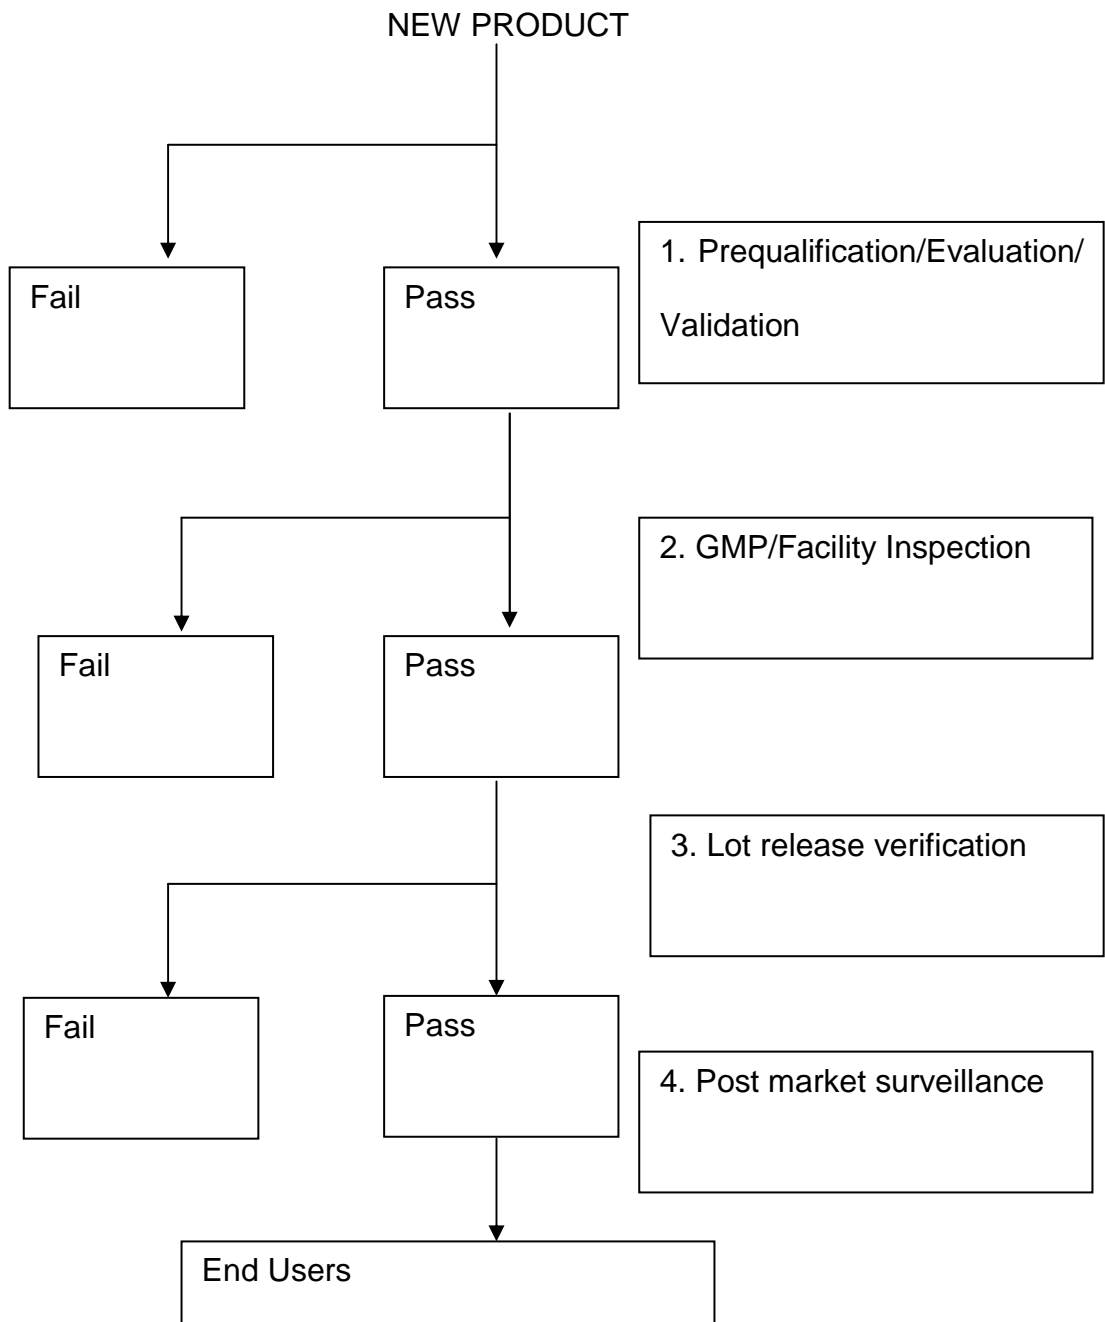 NEW PRODUCT
Fail
Pass
1. Prequalification/Evaluation/
Validation
Fail
Pass
2. GMP/Facility Inspection
3. Lot release verification
Fail
Pass
4. Post market surveillance
End Users